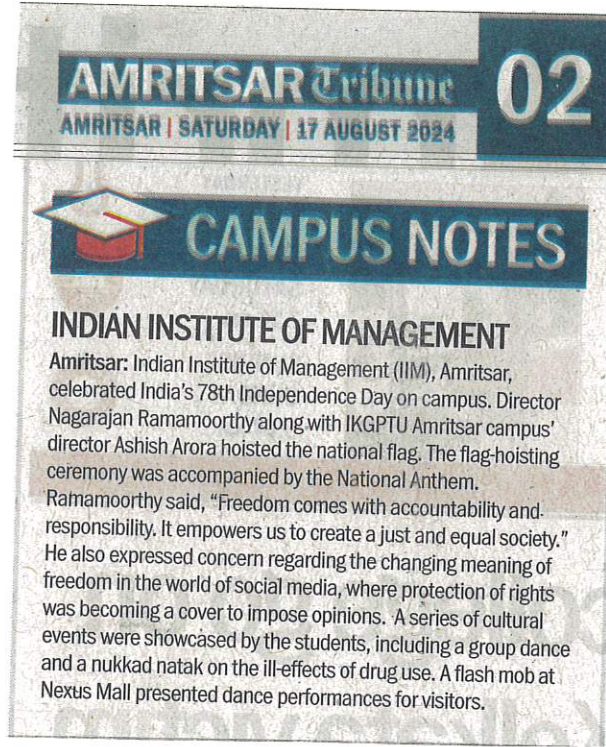 AMRITSAR Tribune 02
AMRITSAR | SATURDAY | 17 AUGUST 2024
CAMPUS NOTES
INDIAN INSTITUTE OF MANAGEMENT
Amritsar: Indian Institute of Management (IIM), Amritsar,
celebrated India's 78th Independence Day on campus. Director
Nagarajan Ramamoorthy along with IKGPTU Amritsar campus'
director Ashish Arora hoisted the national flag. The flag-hoisting
ceremony was accompanied by the National Anthem.
Ramamoorthy said, “Freedom comes with accountability and
responsibility. It empowers us to create a just and equal society.”
He also expressed concern regarding the changing meaning of
freedom in the world of social media, where protection of rights
was becoming a cover to impose opinions. A series of cultural
events were showcased by the students, including a group dance
and a nukkad natak on the ill-effects of drug use. A flash mob at
Nexus Mall presented dance performances for visitors.